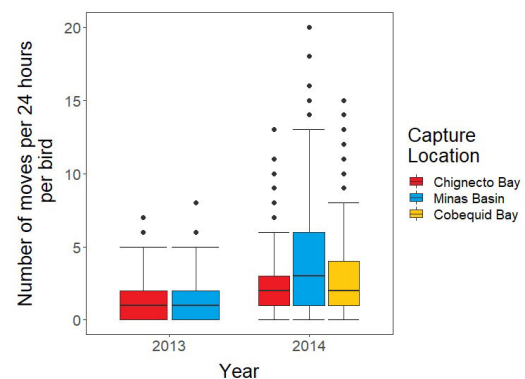 20
15
10
5
0
Number of moves per 24 hours
per bird
2013
2014
Year
Capture
Location
Chignecto Bay
Minas Basin
Cobequid Bay